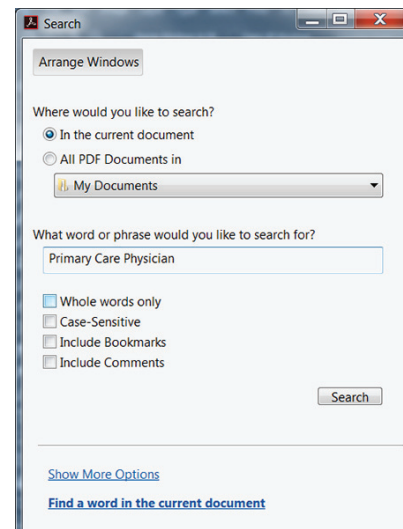 Search
Arrange Windows
Where would you like to search?
In the current document
All PDF Documents in
My Documents
What word or phrase would you like to search for?
Primary Care Physician
Whole words only
Case-Sensitive
Include Bookmarks
Include Comments
Search
Show More Options
Find a word in the current document